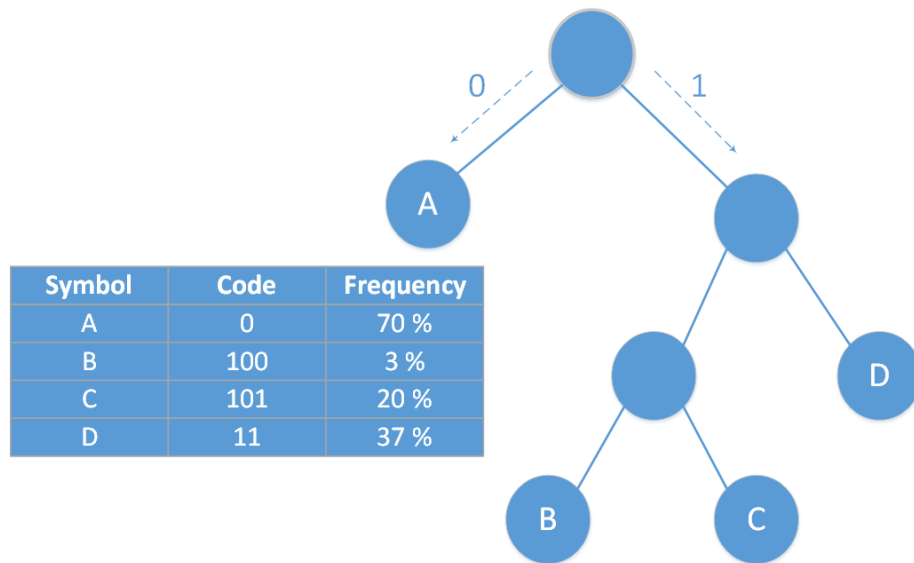 0 1
A
Symbol Code Frequency
A 0 70 %
B 100 3 %
C 101 20 %
D 11 37 %
D
B C